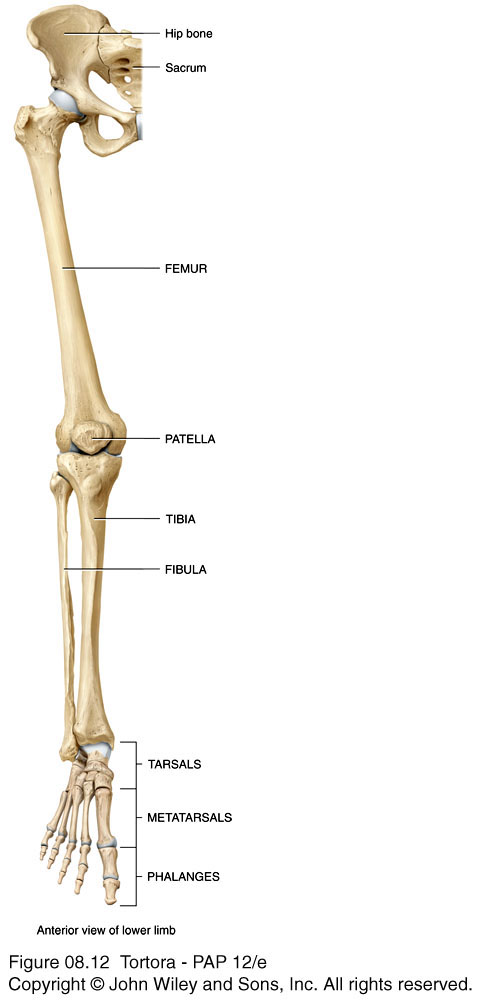 Hip bone
Sacrum
FEMUR
PATELLA
TIBIA
FIBULA
TARSALS
METATARSALS
PHALANGES
Anterior view of lower limb
Figure 08.12 Tortora - PAP 12/e
Copyright © John Wiley and Sons, Inc. All rights reserved.